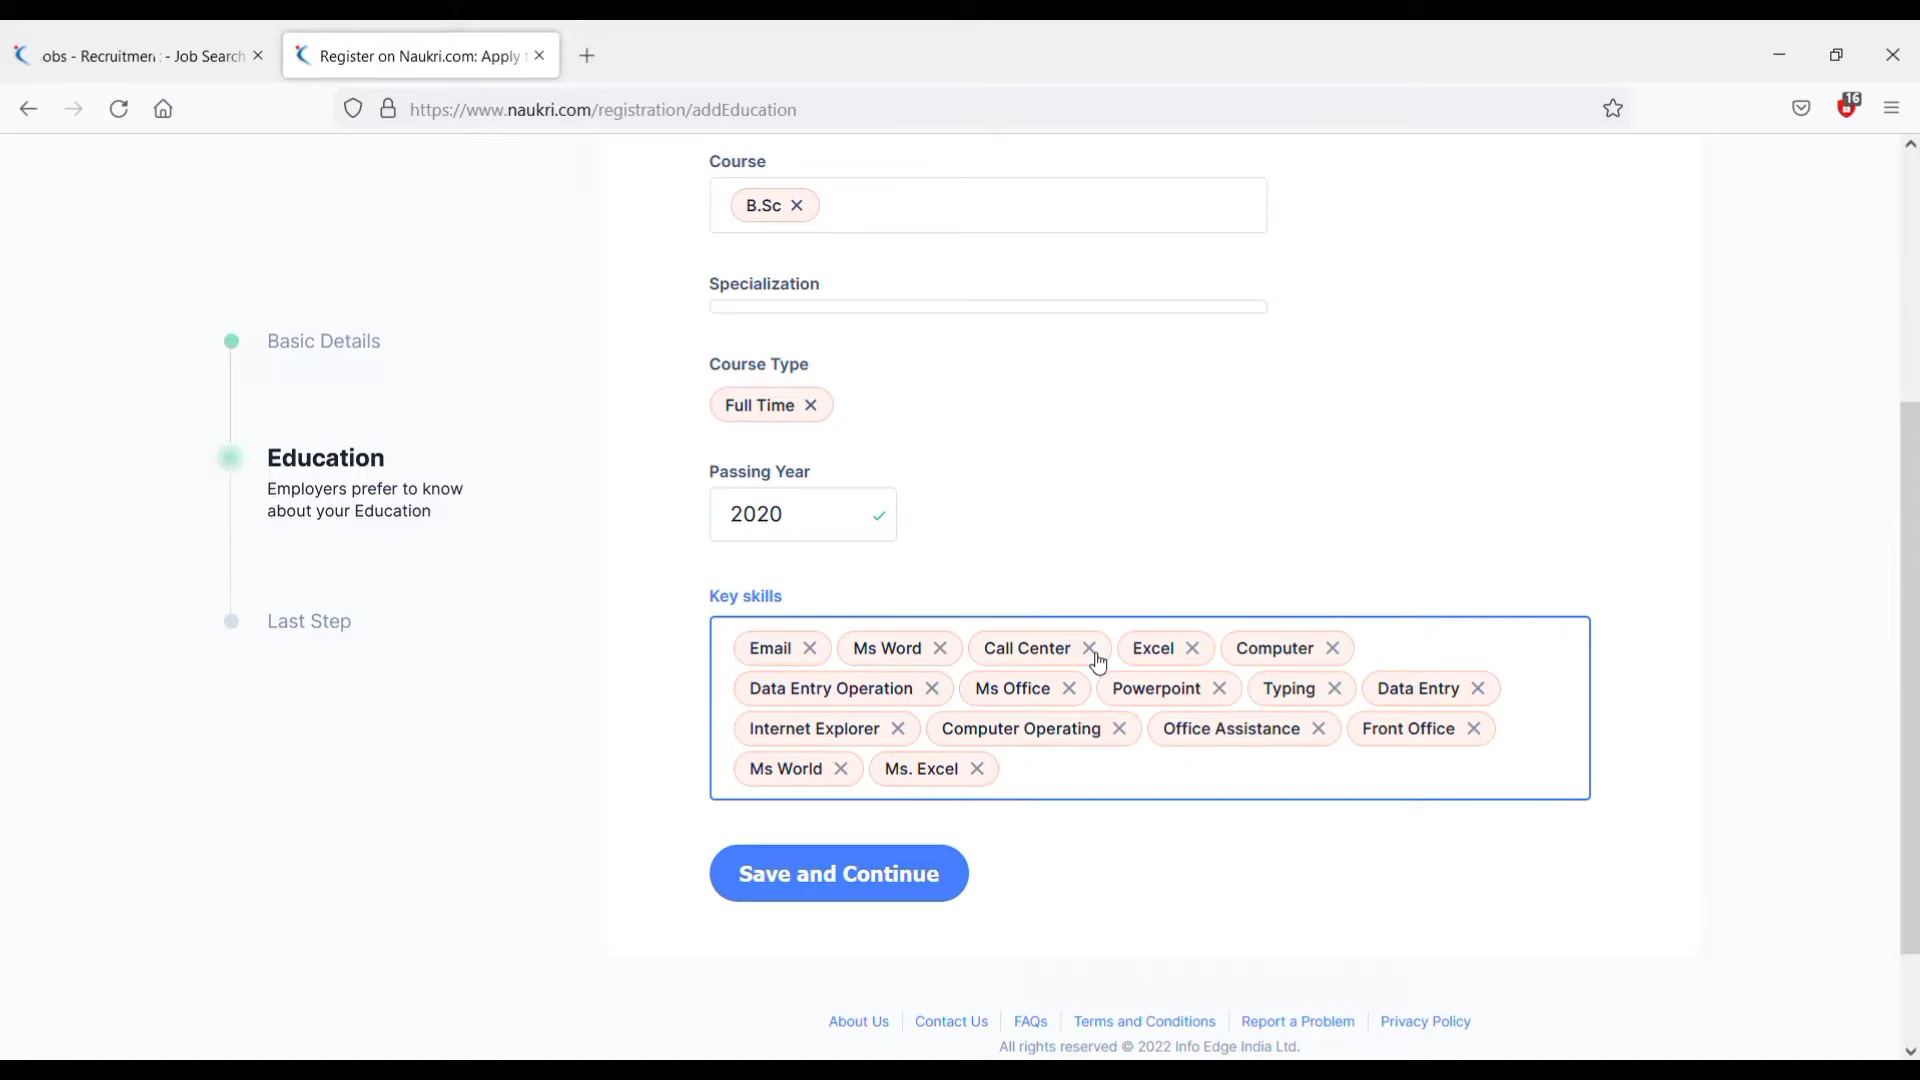 obs - Recruitment - Job Search
Register on Naukri.com: Apply
https://www.naukri.com/registration/addEducation
16
Course
B.Sc
Specialization
Basic Details
Course Type
Full Time
Education
Employers prefer to know
about your Education
Passing Year
2020
Key skills
Last Step
Email Ms Word Call Center Excel Computer
Data Entry Operation Ms Office Powerpoint Typing Data Entry
Internet Explorer Computer Operating Office Assistance Front Office
Ms World Ms. Excel
Save and Continue
About Us Contact Us FAQs Terms and Conditions Report a Problem Privacy Policy
All rights reserved © 2022 Info Edge India Ltd.